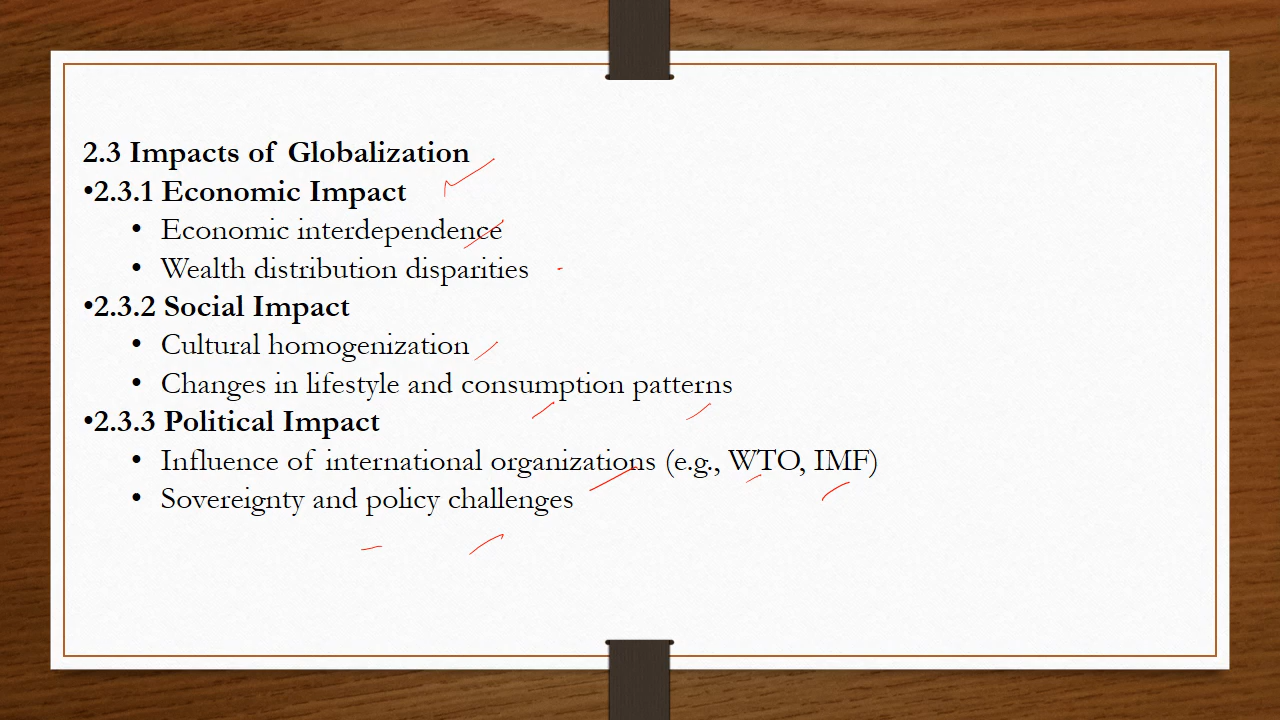 2.3 Impacts of Globalization
•2.3.1 Economic Impact
• Economic interdependence
• Wealth distribution disparities
•2.3.2 Social Impact
• Cultural homogenization
• Changes in lifestyle and consumption patterns
•2.3.3 Political Impact
• Influence of international organizations (e.g., WTO, IMF)
• Sovereignty and policy challenges